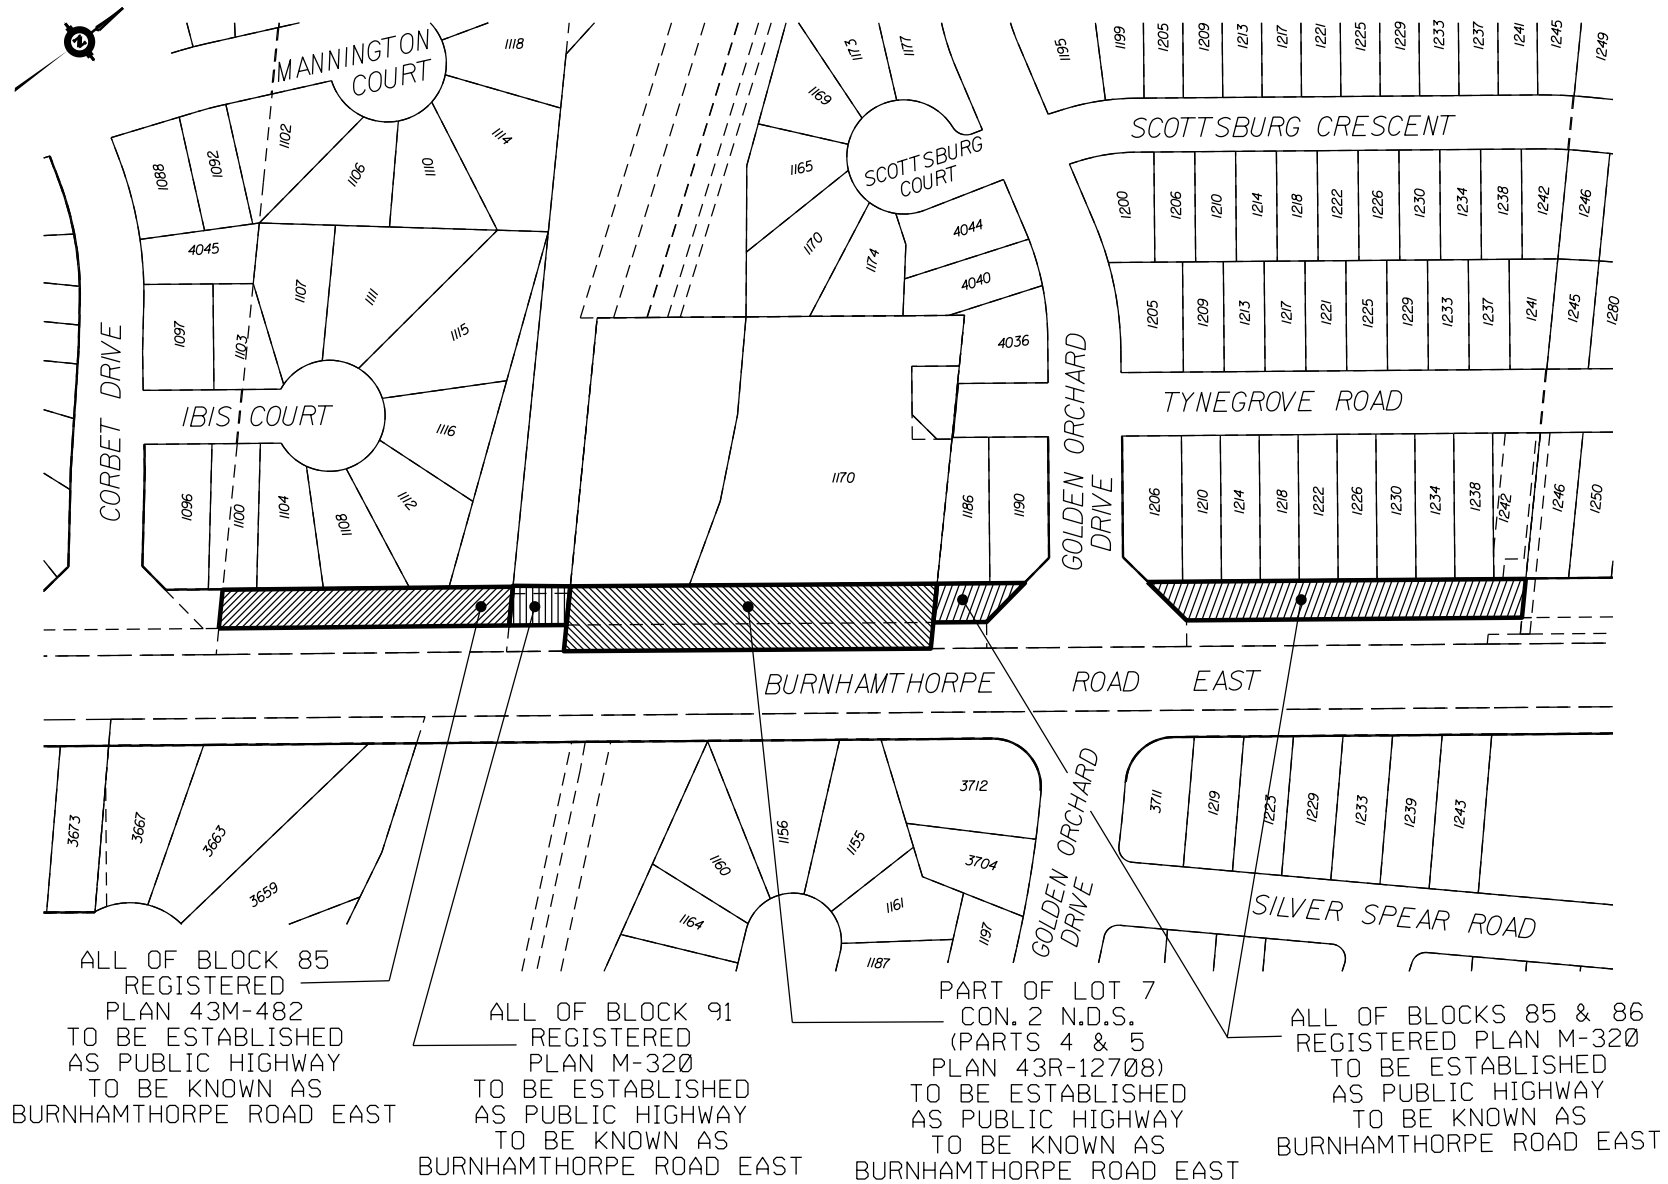 N
MANNINGTON
COURT
1118
1173
1177
1195
1199
1205
1209
1213
1217
1221
1225
1229
1233
1237
1241
1245
1249
1169
1114
1102
1106
1110
1092
1088
1165
SCOTTSBURG
COURT
SCOTTSBURG CRESCENT
1200
1206
1210
1214
1218
1222
1226
1230
1234
1238
1242
1246
4045
1170
1174
4044
4040
4036
1107
1111
1115
1097
1103
1205
1209
1213
1217
1221
1225
1229
1233
1237
1241
1245
1280
CORBET DRIVE
IBIS COURT
GOLDEN ORCHARD
DRIVE
TYNEGROVE ROAD
1116
1112
1096
1100
1104
1108
1170
1186
1190
1206
1210
1214
1218
1222
1226
1230
1234
1238
1242
1246
1250
BURNHAMTHORPE ROAD EAST
3673
3667
3663
3659
1160
1156
1155
3712
3704
1164
1161
1187
1197
GOLDEN ORCHARD
DRIVE
3711
1219
1223
1229
1233
1239
1243
SILVER SPEAR ROAD
ALL OF BLOCK 85
REGISTERED
PLAN 43M-482
TO BE ESTABLISHED
AS PUBLIC HIGHWAY
TO BE KNOWN AS
BURNHAMTHORPE ROAD EAST
ALL OF BLOCK 91
REGISTERED
PLAN M-320
TO BE ESTABLISHED
AS PUBLIC HIGHWAY
TO BE KNOWN AS
BURNHAMTHORPE ROAD EAST
PART OF LOT 7
CON. 2 N.D.S.
(PARTS 4 & 5
PLAN 43R-12708)
TO BE ESTABLISHED
AS PUBLIC HIGHWAY
TO BE KNOWN AS
BURNHAMTHORPE ROAD EAST
ALL OF BLOCKS 85 & 86
REGISTERED PLAN M-320
TO BE ESTABLISHED
AS PUBLIC HIGHWAY
TO BE KNOWN AS
BURNHAMTHORPE ROAD EAST